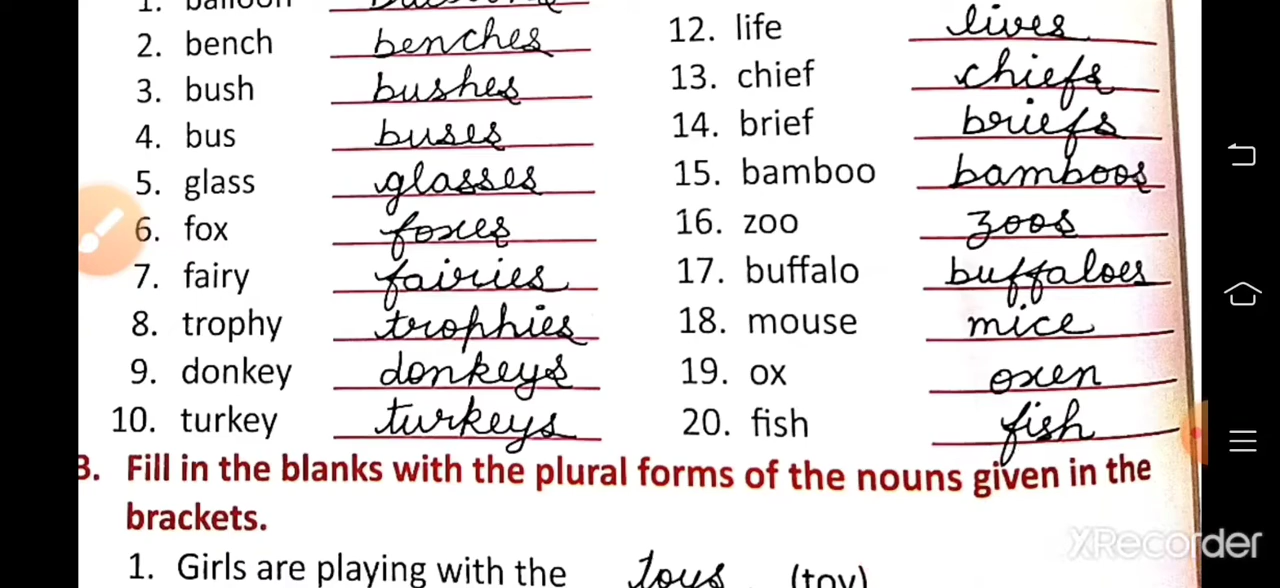 1. balloon balloons
2. bench benches
3. bush bushes
4. bus buses
5. glass glasses
6. fox foxes
7. fairy fairies
8. trophy trophies
9. donkey donkeys
10. turkey turkeys
12. life lives
13. chief chiefs
14. brief briefs
15. bamboo bamboos
16. zoo zoos
17. buffalo buffaloes
18. mouse mice
19. ox oxen
20. fish fish
3. Fill in the blanks with the plural forms of the nouns given in the
brackets.
1. Girls are playing with the toys (toy)
XRecorder